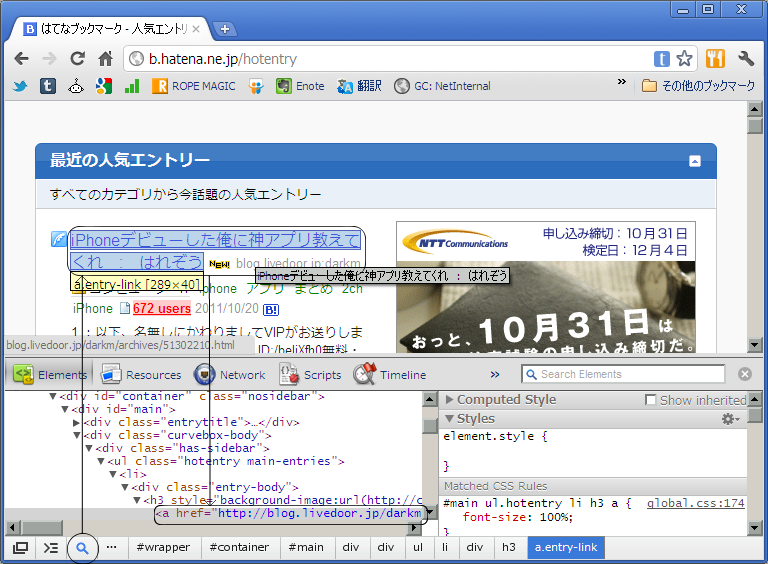 はてなブックマーク - 人気エントリ
b.hatena.ne.jp/hotentry
ROPE MAGIC
Enote
翻訳
GC: NetInternal
»
その他のブックマーク
最近の人気エントリー
すべてのカテゴリから今話題の人気エントリー
iPhoneデビューした俺に神アプリ教えて
くれ : はれぞう NEW! blog.livedoor.jp:darkm
a.entry-link [289×40]
iPhoneデビューした俺に神アプリ教えてくれ : はれぞう
アプリ まとめ 2ch
iPhone 672 users 2011/10/20 B!
1 : 以下、名無しにかわりましてVIPがお送りしま
blog.livedoor.jp/darkm/archives/51302210.html
NTT Communications
申し込み締切：10月31日
検定日：12月4日
おっと、10月31日は
の申し込み締切だ。
Elements
Resources
Network
Scripts
Timeline
»
Search Elements
▼<div id="container" class="nosidebar">
▼<div id="main">
▶<div class="entrytitle">…</div>
▼<div class="curvebox-body">
▼<div class="has-sidebar">
▼<ul class="hotentry main-entries">
▼<li>
▼<div class="entry-body">
▼<h3 style="background-image:url(http://c
<a href="http://blog.livedoor.jp/darkm
▶ Computed Style
Show inherited
▼ Styles
element.style {
}
Matched CSS Rules
#main ul.hotentry li h3 a {
global.css:174
font-size: 100%;
}
...
#wrapper
#container
#main
div
div
ul
li
div
h3
a.entry-link